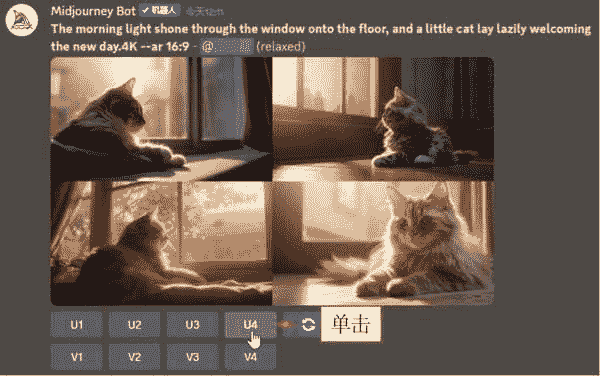 Midjourney Bot ✓机器人
The morning light shone through the window onto the floor, and a little cat lay lazily welcoming
the new day.4K --ar 16:9 - @ (relaxed)
U1 U2 U3 U4 单击
V1 V2 V3 V4